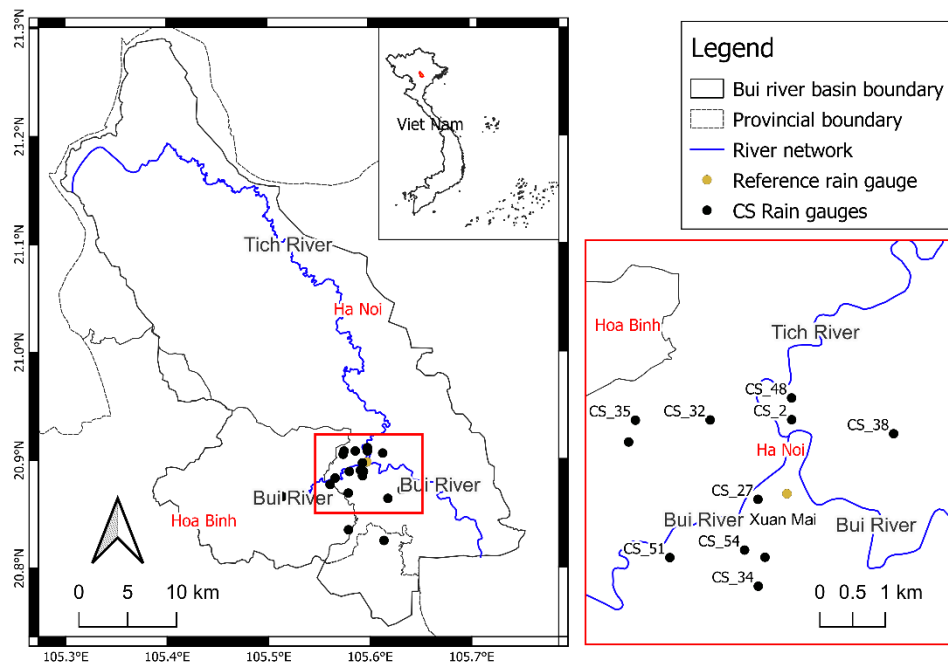 21.3°N
21.2°N
21.1°N
21.0°N
20.9°N
20.8°N
105.3°E
105.4°E
105.5°E
105.6°E
105.7°E
Viet Nam
Tich River
Ha Noi
Bui River
Bui River
Hoa Binh
0 5 10 km
Legend
Bui river basin boundary
Provincial boundary
River network
Reference rain gauge
CS Rain gauges
Hoa Binh
Tich River
CS_48
CS_35
CS_32
CS_2
CS_38
Ha Noi
CS_27
Bui River
Xuan Mai
Bui River
CS_54
CS_51
CS_34
0 0.5 1 km